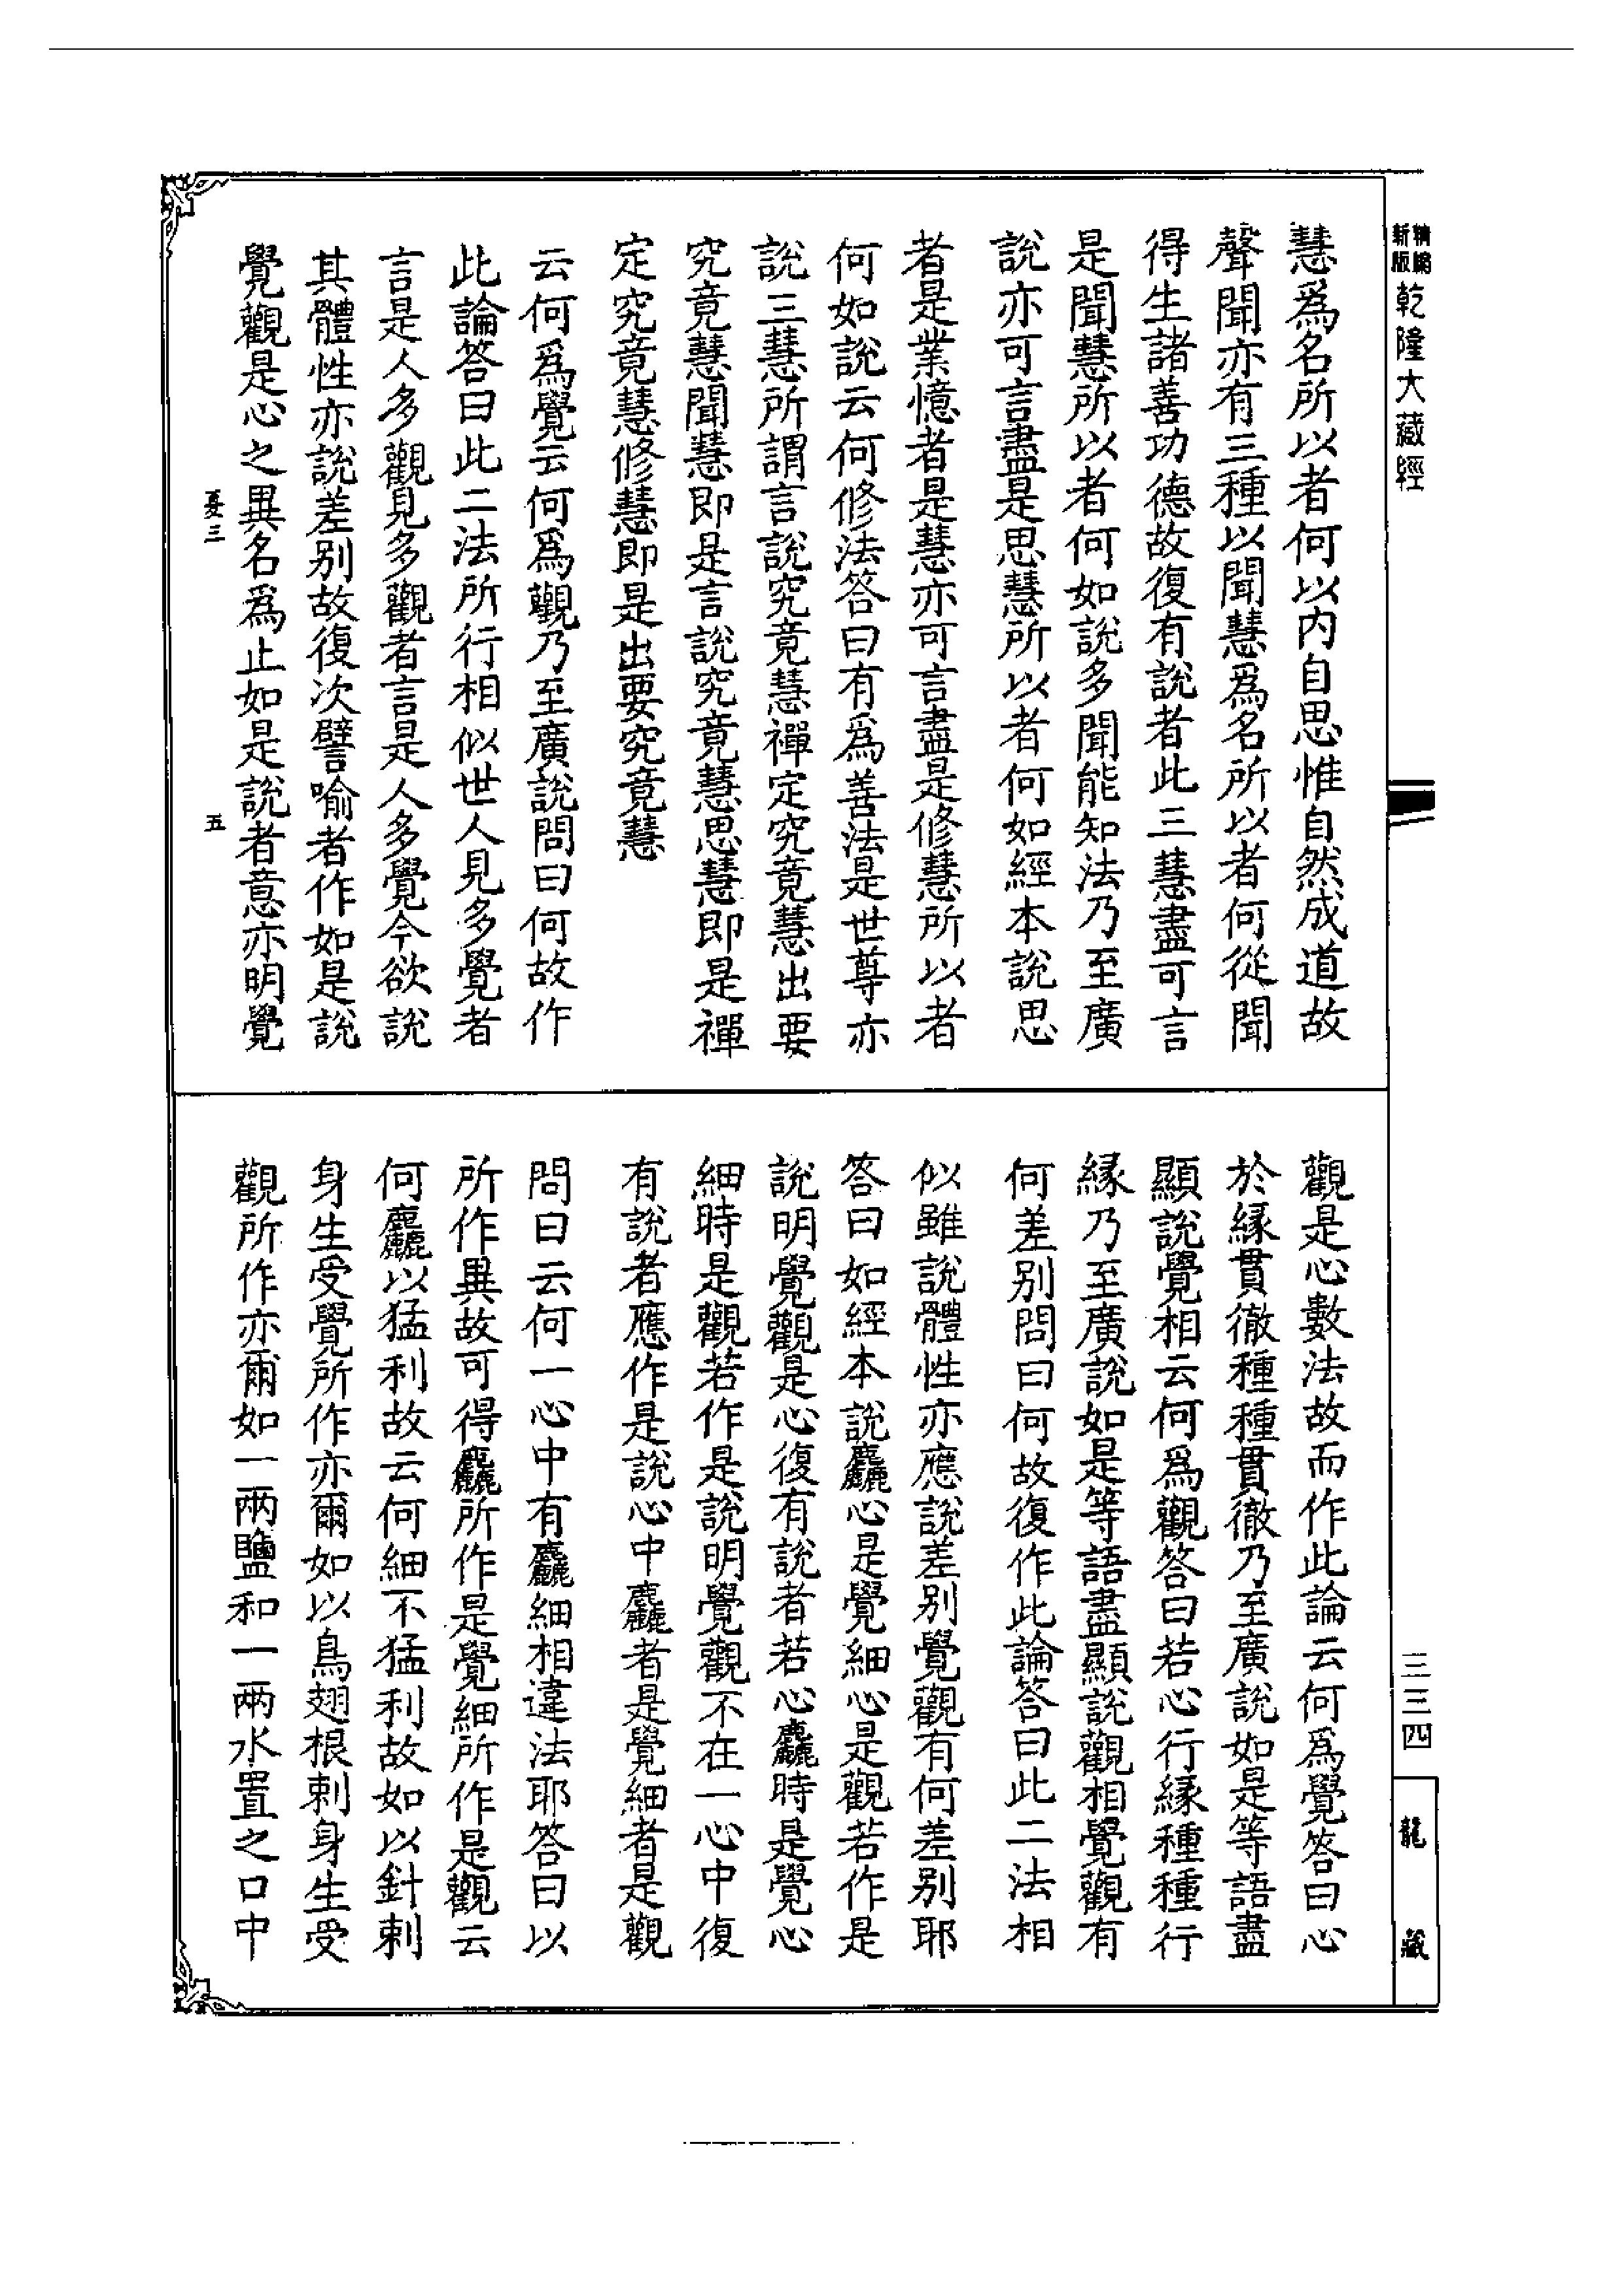 精編新版乾隆大藏經
慧爲名所以者何以内自思惟自然成道故
聲聞亦有三種以聞慧爲名所以者何從聞
得生諸善功德故復有說者此三慧盡可言
是聞慧所以者何如說多聞能知法乃至廣
說亦可言盡是思慧所以者何如經本說思
者是業憶者是慧亦可言盡是修慧所以者
何如說云何修法答曰有爲善法是世尊亦
說三慧所謂言說究竟慧禪定究竟慧出要
究竟慧聞慧即是言說究竟慧思慧即是禪
定究竟慧修慧即是出要究竟慧
云何爲覺云何爲觀乃至廣說問曰何故作
此論答曰此二法所行相似世人見多覺者
言是人多觀見多觀者言是人多覺今欲說
其體性亦說差别故復次譬喻者作如是說
覺觀是心之異名爲止如是說者意亦明覺
三
五
觀是心數法故而作此論云何爲覺答曰心
於緣貫徹種種貫徹乃至廣說如是等語盡
顯說覺相云何爲觀答曰若心行緣種種行
緣乃至廣說如是等語盡顯說觀相覺觀有
何差别問曰何故復作此論答曰此二法相
似雖說體性亦應說差别覺觀有何差别耶
答曰如經本說麤心是覺細心是觀若作是
說明覺觀是心復有說者若心麤時是覺心
細時是觀若作是說明覺觀不在一心中復
有說者應作是說心中麤者是覺細者是觀
問曰云何一心中有麤細相違法耶答曰以
所作異故可得麤所作是覺細所作是觀云
何麤以猛利故云何細不猛利故如以針刺
身生受覺所作亦爾如以鳥翅根刺身生受
觀所作亦爾如一兩鹽和一兩水置之口中
三三四
龍藏